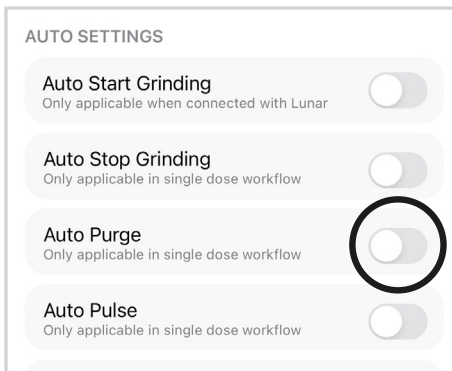 AUTO SETTINGS
Auto Start Grinding
Only applicable when connected with Lunar
Auto Stop Grinding
Only applicable in single dose workflow
Auto Purge
Only applicable in single dose workflow
Auto Pulse
Only applicable in single dose workflow